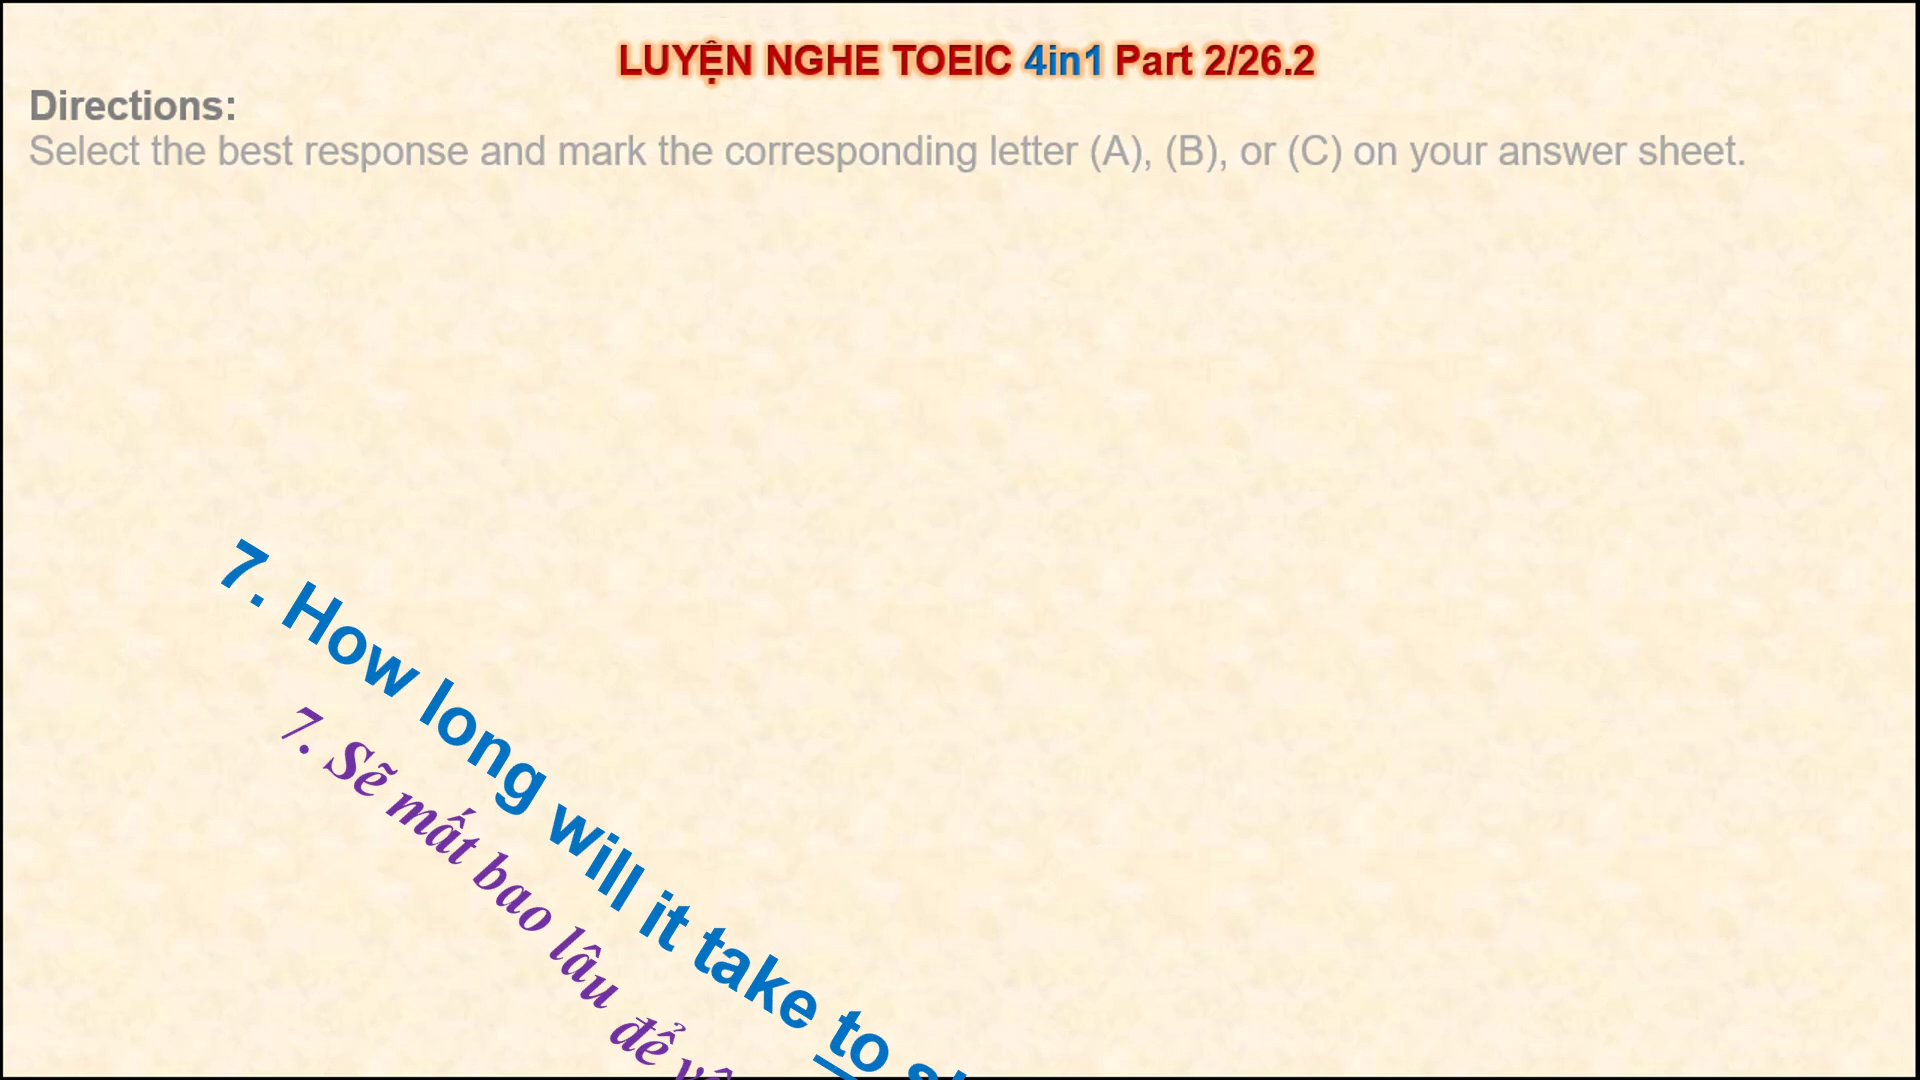 LUYỆN NGHE TOEIC 4in1 Part 2/26.2
Directions:
Select the best response and mark the corresponding letter (A), (B), or (C) on your answer sheet.
7. How long will it take to
7. Sẽ mất bao lâu để